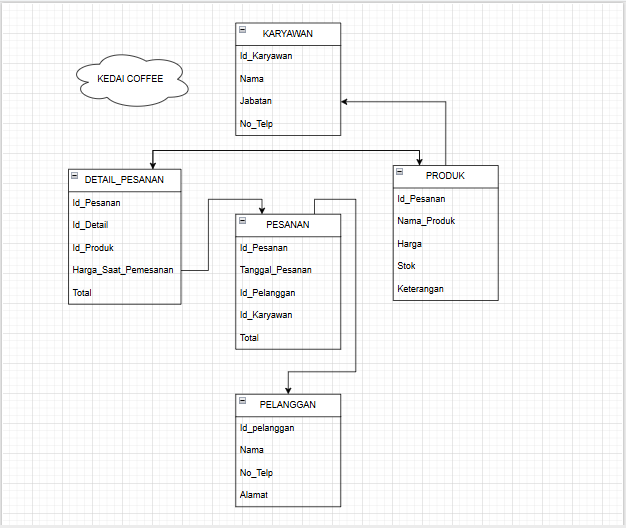 KARYAWAN
Id_Karyawan
Nama
Jabatan
No_Telp
KEDAI COFFEE
DETAIL_PESANAN
Id_Pesanan
Id_Detail
Id_Produk
Harga_Saat_Pemesanan
Total
PESANAN
Id_Pesanan
Tanggal_Pesanan
Id_Pelanggan
Id_Karyawan
Total
PRODUK
Id_Pesanan
Nama_Produk
Harga
Stok
Keterangan
PELANGGAN
Id_pelanggan
Nama
No_Telp
Alamat